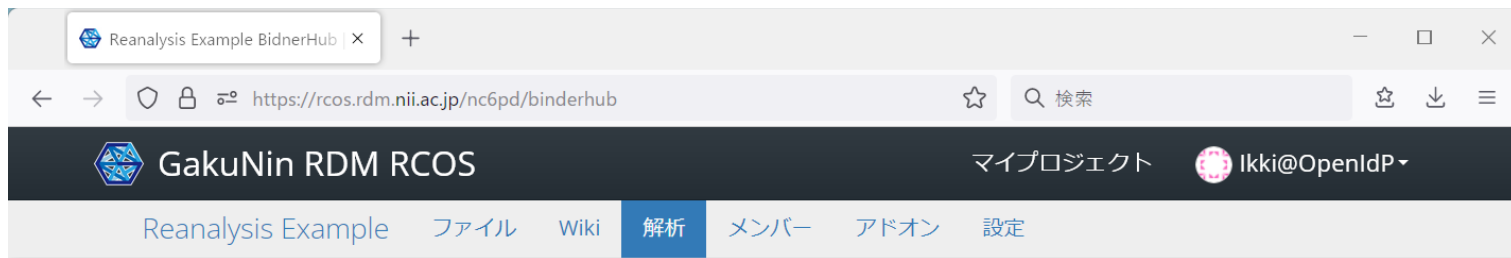 Reanalysis Example BidnerHub |
https://rcos.rdm.nii.ac.jp/nc6pd/binderhub 検索
GakuNin RDM RCOS マイプロジェクト Ikki@OpenIdP
Reanalysis Example ファイル Wiki 解析 メンバー アドオン 設定